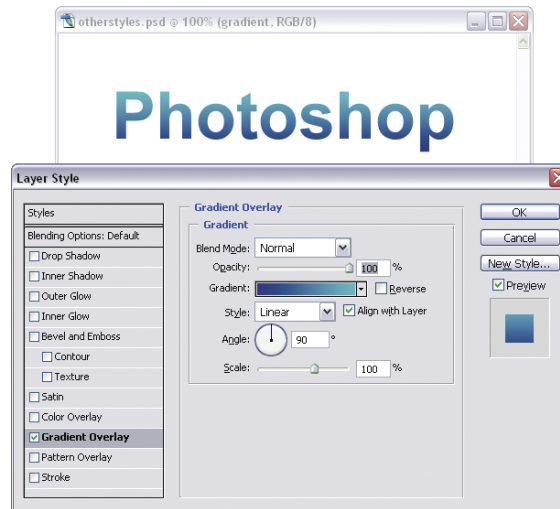 otherstyles.psd @ 100% (gradient, RGB/8)
Photoshop
Layer Style
Styles
Blending Options: Default
Drop Shadow
Inner Shadow
Outer Glow
Inner Glow
Bevel and Emboss
Contour
Texture
Satin
Color Overlay
Gradient Overlay
Pattern Overlay
Stroke
Gradient Overlay
Gradient
Blend Mode: Normal
Opacity: 100 %
Gradient: Reverse
Style: Linear Align with Layer
Angle: 90 °
Scale: 100 %
OK
Cancel
New Style...
Preview